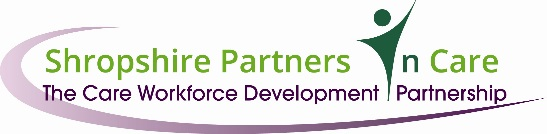 Shropshire Partners In Care
The Care Workforce Development Partnership